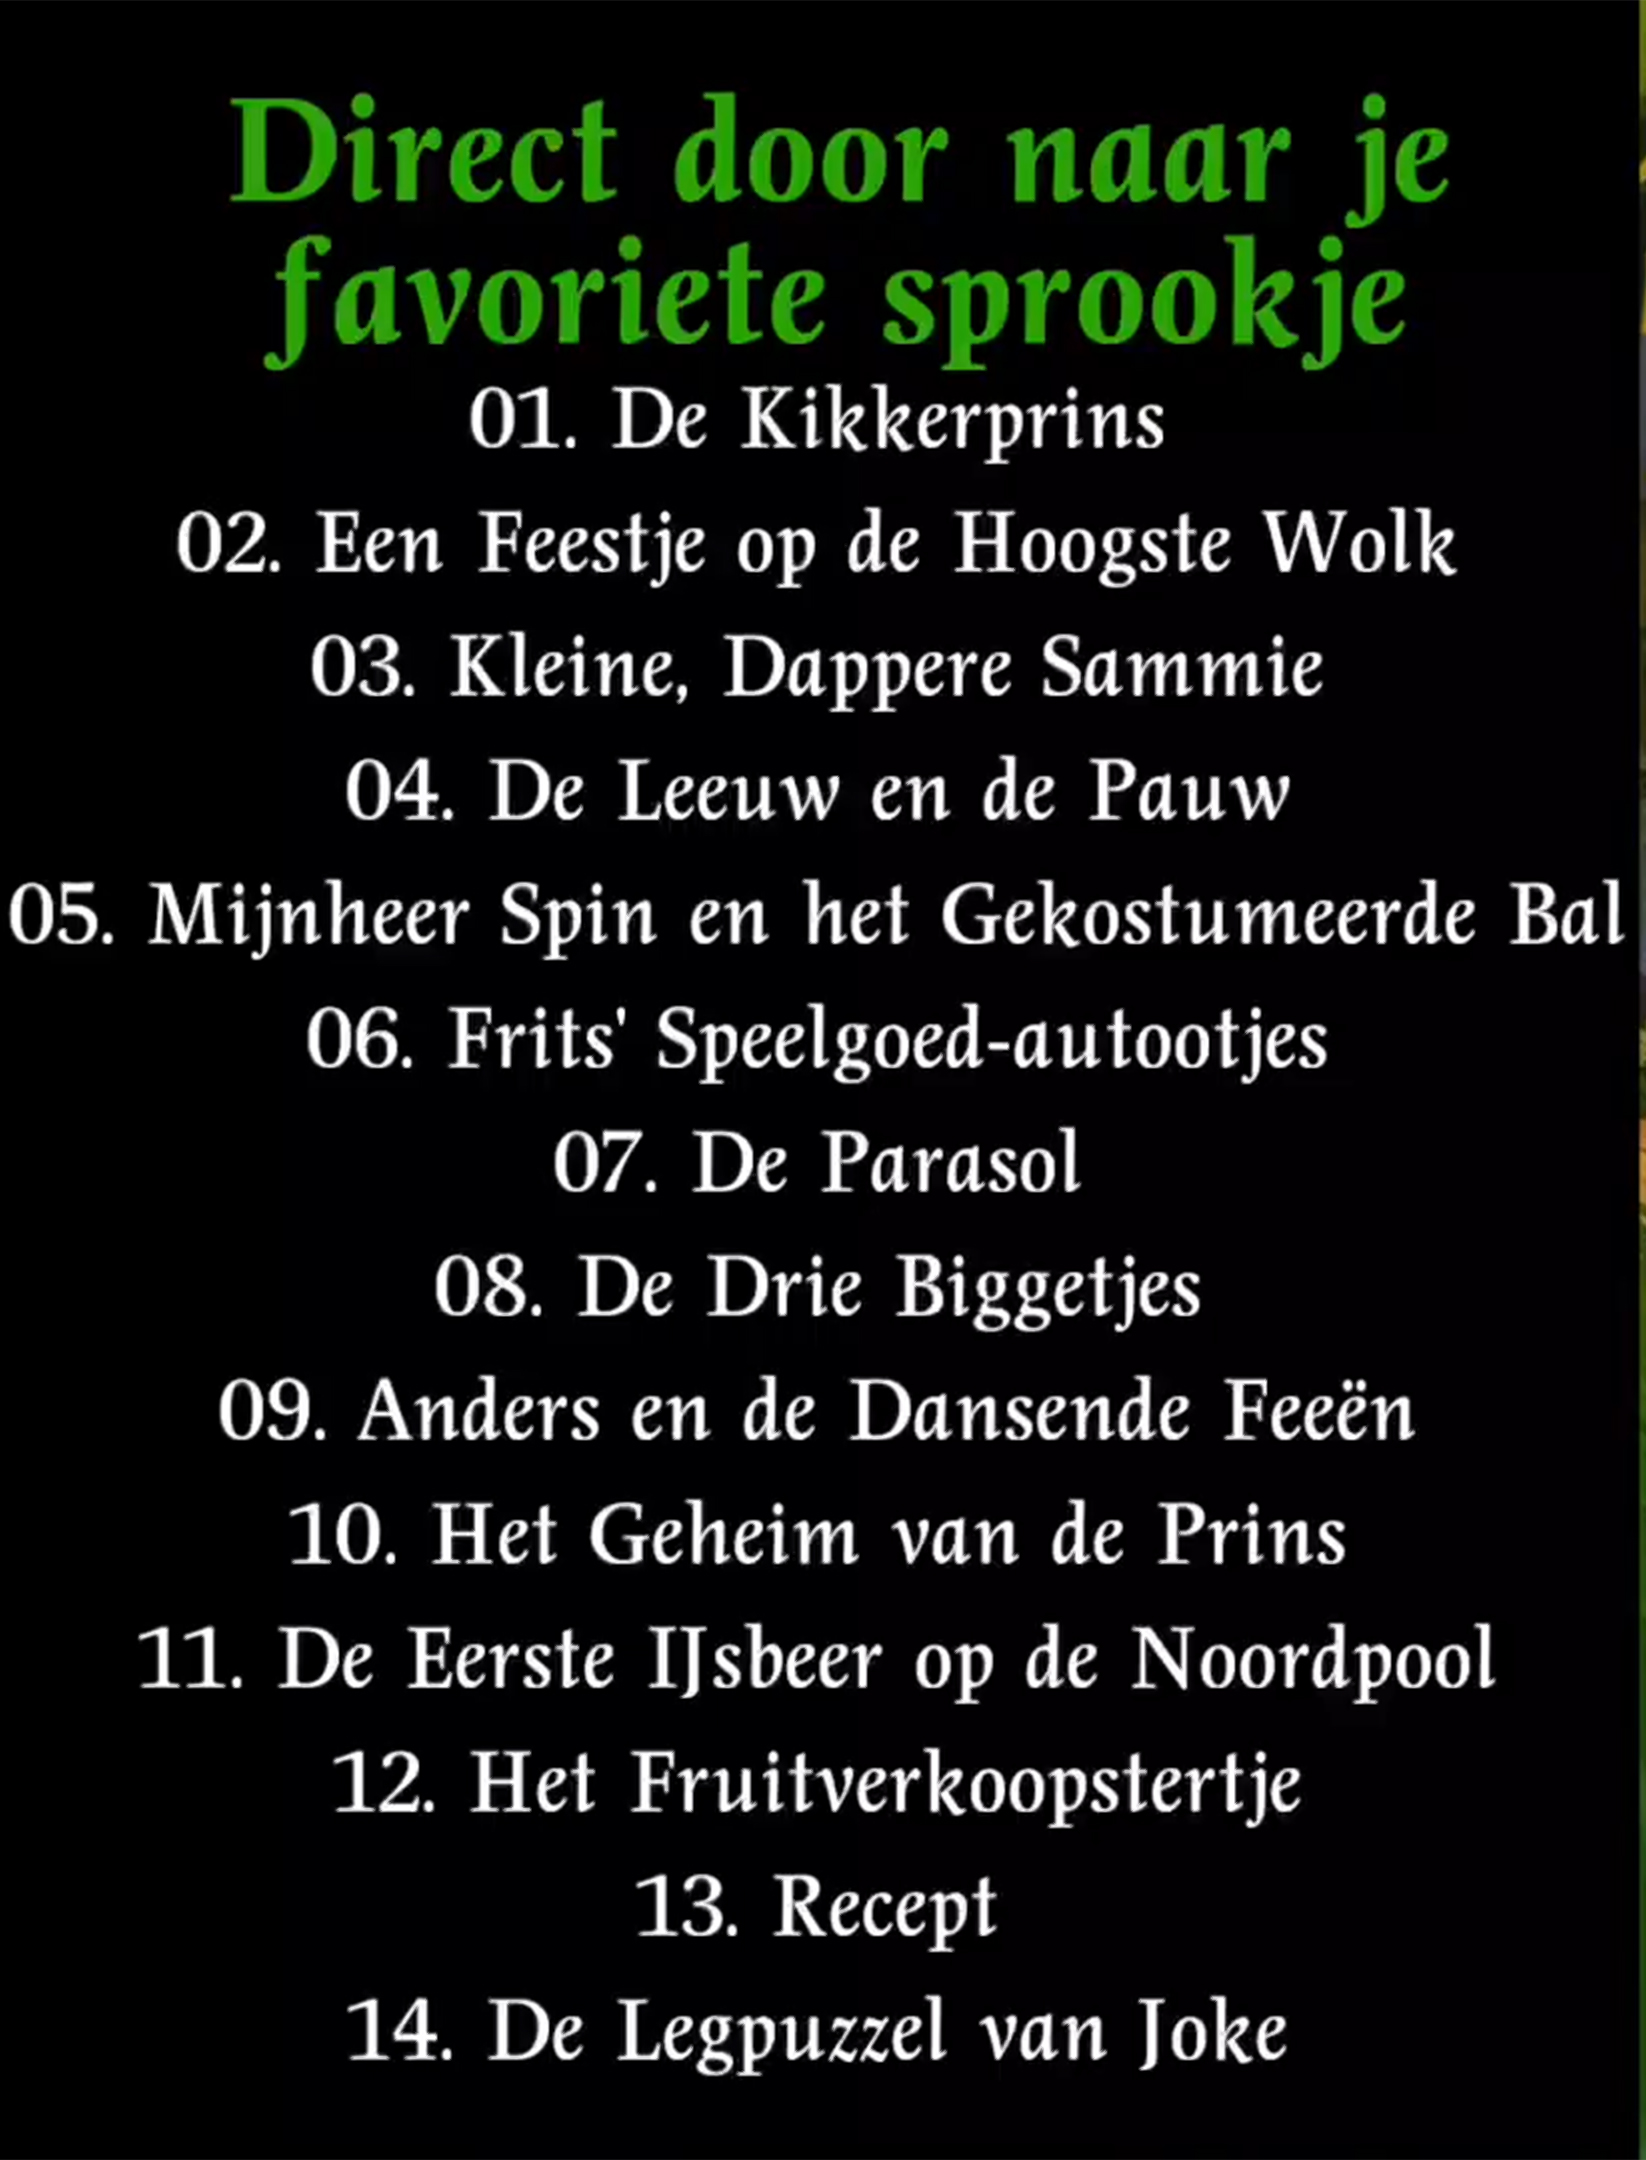 Direct door naar je
favoriete sprookje
01. De Kikkerprins
02. Een Feestje op de Hoogste Wolk
03. Kleine, Dappere Sammie
04. De Leeuw en de Pauw
05. Mijnheer Spin en het Gekostumeerde Bal
06. Frits' Speelgoed-autootjes
07. De Parasol
08. De Drie Biggetjes
09. Anders en de Dansende Feeën
10. Het Geheim van de Prins
11. De Eerste IJsbeer op de Noordpool
12. Het Fruitverkoopstertje
13. Recept
14. De Legpuzzel van Joke